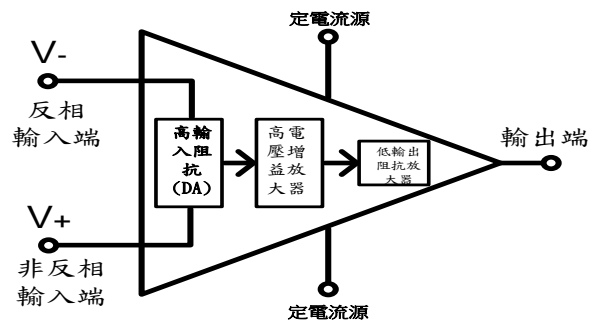 定電流源
V-
反相
輸入端
高輸
入阻
抗
(DA)
高電
壓增
益放
大器
低輸出
阻抗放
大器
輸出端
V+
非反相
輸入端
定電流源